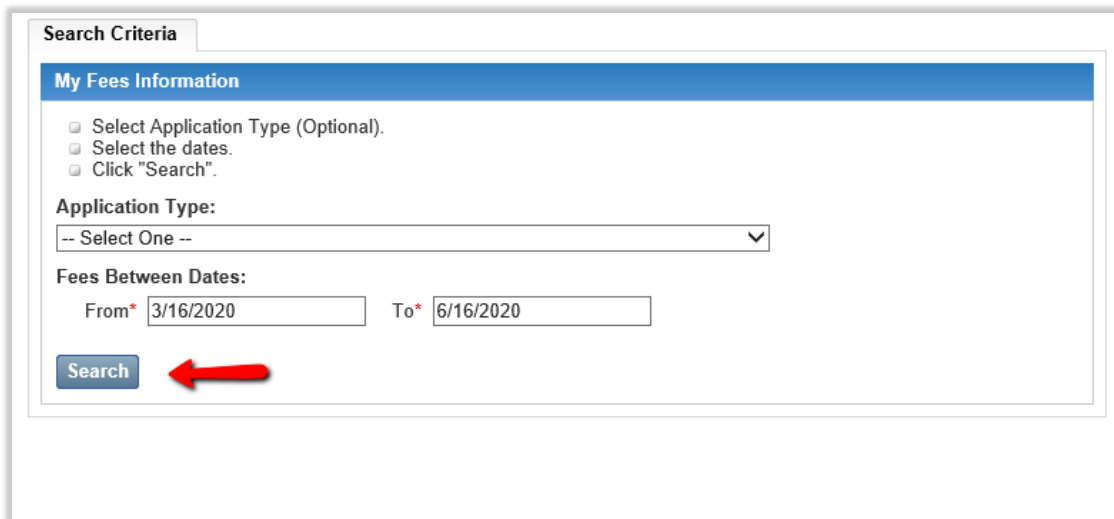 Search Criteria
My Fees Information
Select Application Type (Optional).
Select the dates.
Click "Search".
Application Type:
-- Select One --
Fees Between Dates:
From* 3/16/2020 To* 6/16/2020
Search